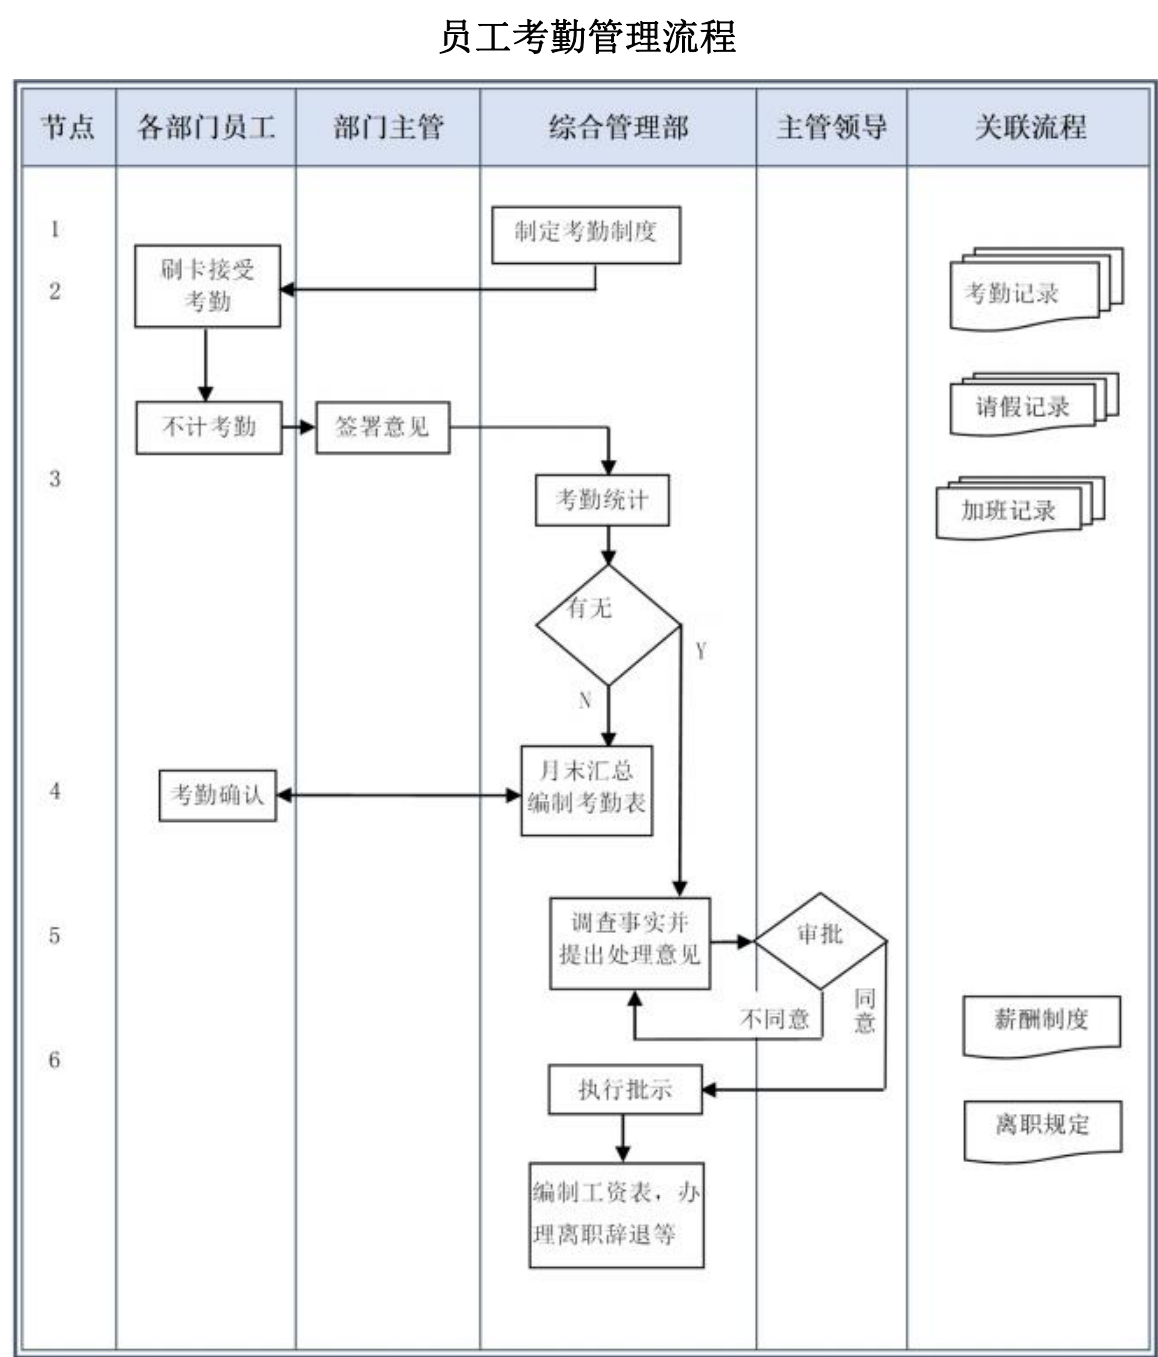 员工考勤管理流程
节点
各部门员工
部门主管
综合管理部
主管领导
关联流程
1
制定考勤制度
刷卡接受
考勤
2
考勤记录
不计考勤
签署意见
请假记录
3
考勤统计
加班记录
有无
Y
N
月末汇总
编制考勤表
4
考勤确认
调查事实并
提出处理意见
5
审批
不同意
同
意
薪酬制度
6
执行批示
离职规定
编制工资表，办
理离职辞退等